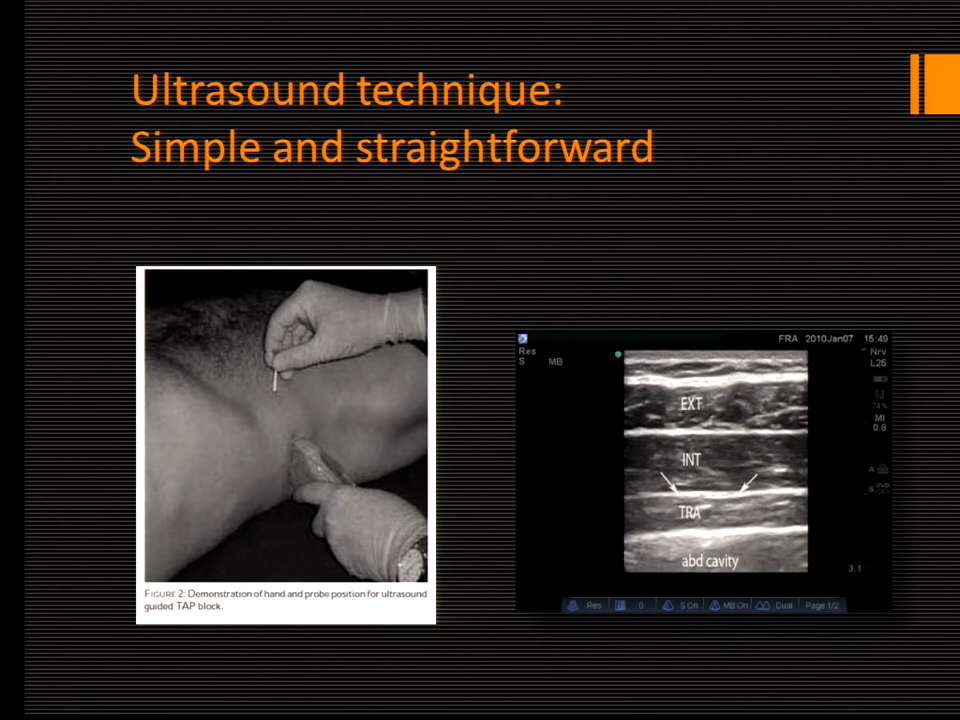 Ultrasound technique:
Simple and straightforward
FIGURE 2: Demonstration of hand and probe position for ultrasound
guided TAP block.
FRA 2010Jan07 15:49
Res
S MB
Nrv
L25
74%
MI
0.8
A
B
EXT
INT
TRA
abd cavity
3.1
Res 0 S On MB On Dual Page 1/2